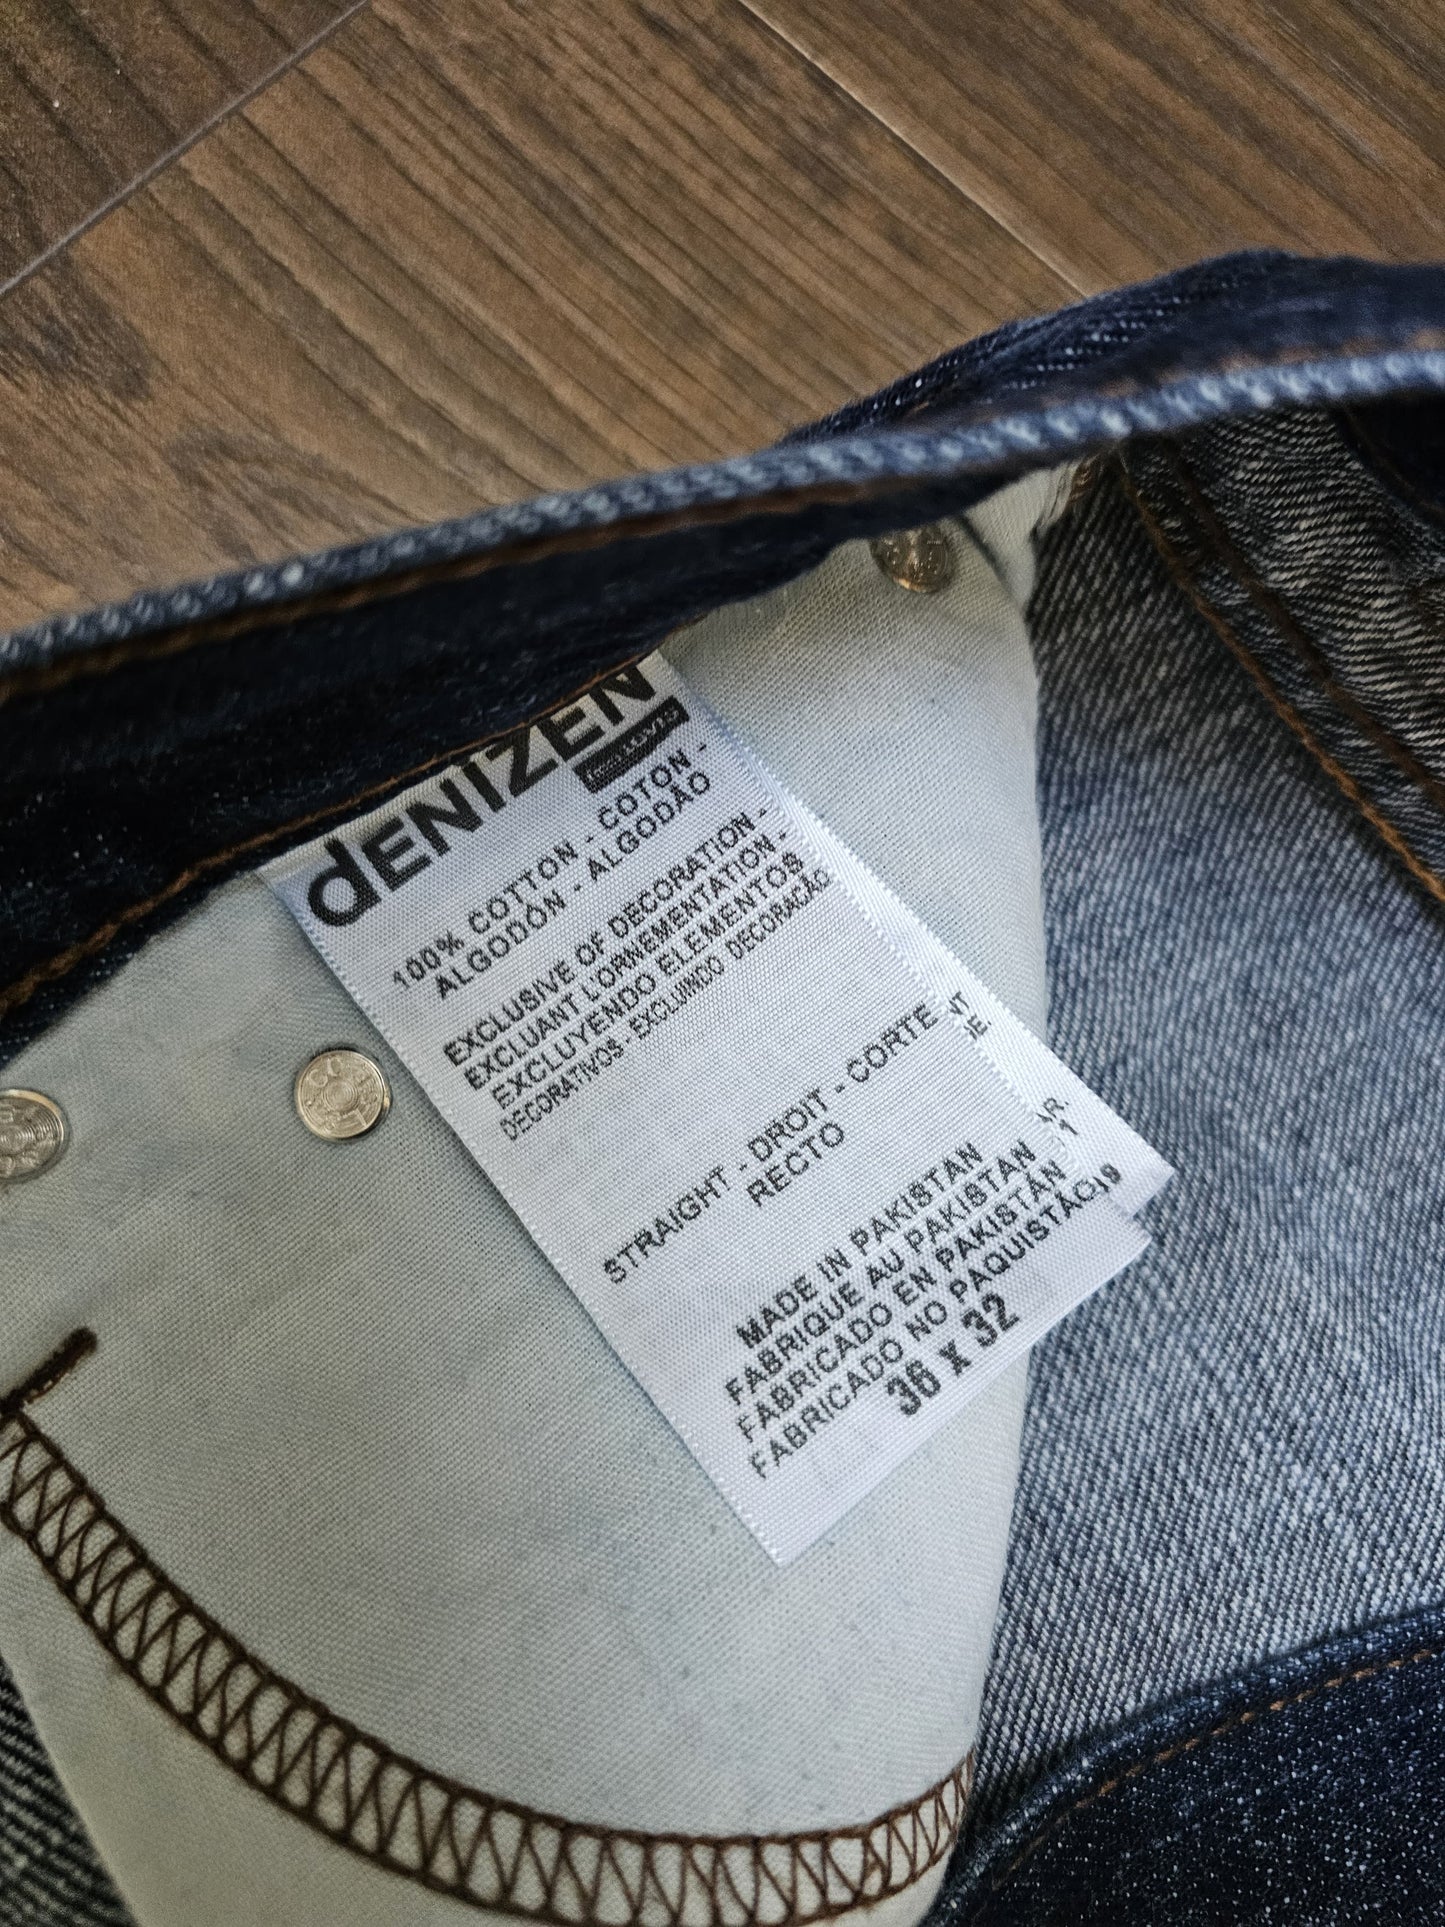 dENiZEN
100% COTTON - COTON -
ALGODÓN - ALGODÃO
EXCLUSIVE OF DECORATION -
EXCLUANT L'ORNEMENTATION -
EXCLUYENDO ELEMENTOS
DECORATIVOS - EXCLUINDO DECORAÇÃO
STRAIGHT - DROIT - CORTE
RECTO
MADE IN PAKISTAN
FABRIQUE AU PAKISTAN
FABRICADO EN PAKISTÁN
FABRICADO NO PAQUISTÃO
36 x 32